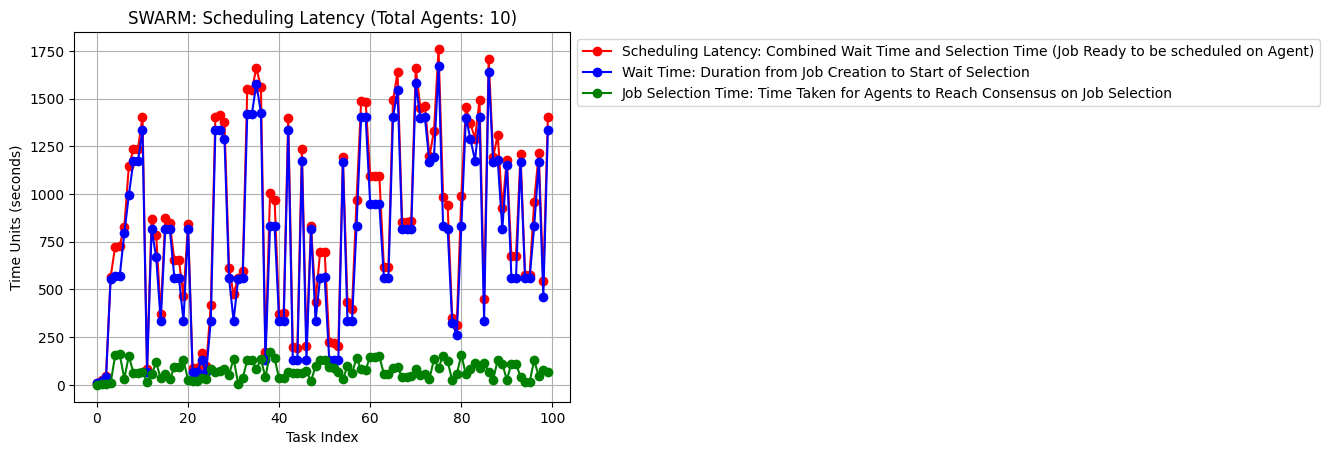 SWARM: Scheduling Latency (Total Agents: 10)
Scheduling Latency: Combined Wait Time and Selection Time (Job Ready to be scheduled on Agent)
Wait Time: Duration from Job Creation to Start of Selection
Job Selection Time: Time Taken for Agents to Reach Consensus on Job Selection
Time Units (seconds)
1750
1500
1250
1000
750
500
250
0
0 20 40 60 80 100
Task Index